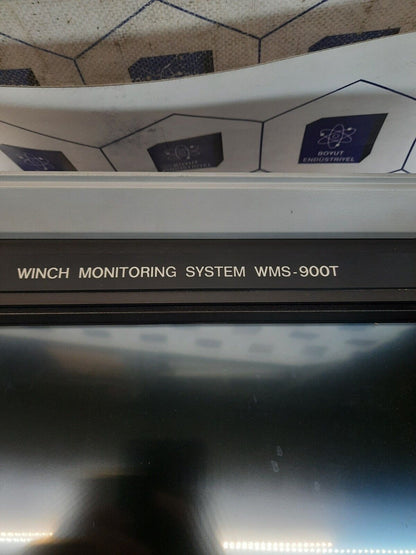 BOYUT
ENDÜSTRİYEL
WINCH MONITORING SYSTEM WMS-900T